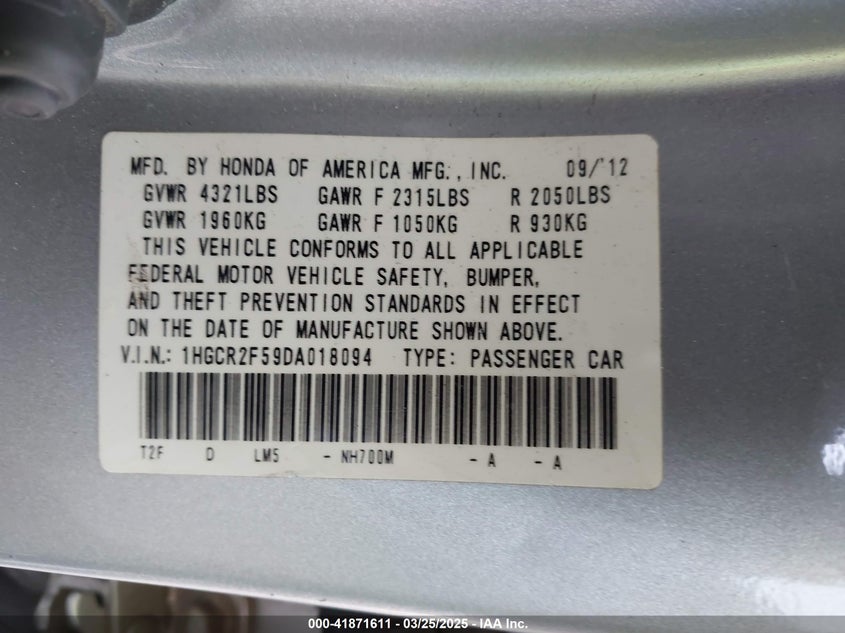 MFD. BY HONDA OF AMERICA MFG., INC. 09/'12
GVWR 4321LBS GAWR F 2315LBS R 2050LBS
GVWR 1960KG GAWR F 1050KG R 930KG
THIS VEHICLE CONFORMS TO ALL APPLICABLE
FEDERAL MOTOR VEHICLE SAFETY, BUMPER,
AND THEFT PREVENTION STANDARDS IN EFFECT
ON THE DATE OF MANUFACTURE SHOWN ABOVE.
V.I.N.: 1HGCR2F59DA018094 TYPE: PASSENGER CAR
T2F D LM5 - NH700M - A - A
000-41871611 - 03/25/2025 - IAA Inc.